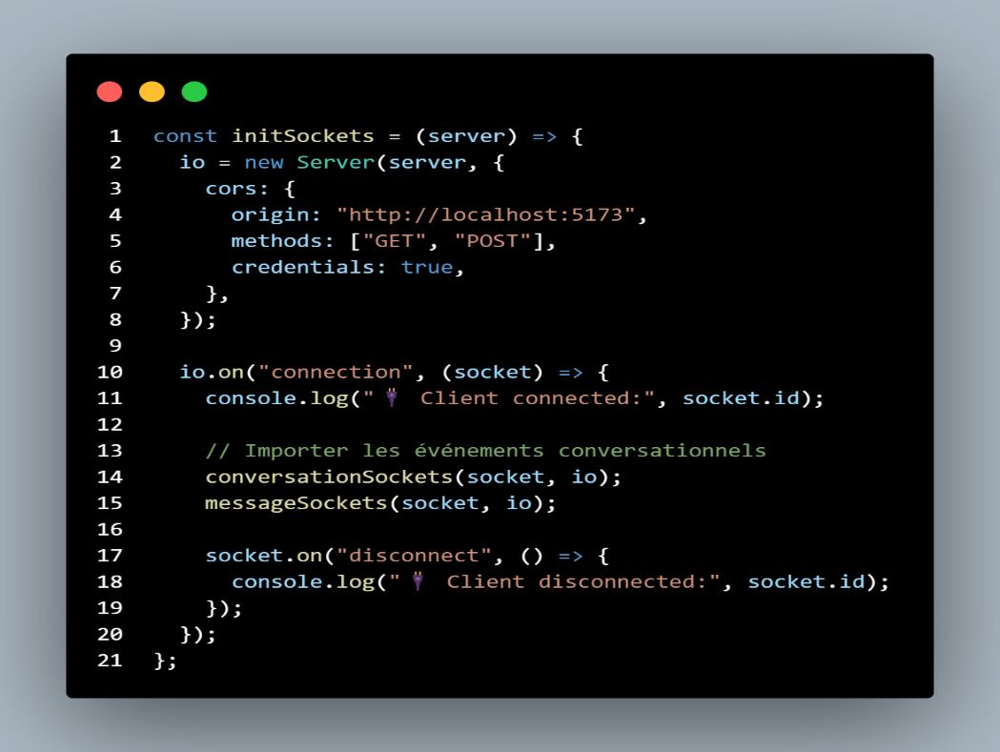 1 const initSockets = (server) => {
2   io = new Server(server, {
3     cors: {
4       origin: "http://localhost:5173",
5       methods: ["GET", "POST"],
6       credentials: true,
7     },
8   });
9
10   io.on("connection", (socket) => {
11     console.log("🔌 Client connected:", socket.id);
12
13     // Importer les événements conversationnels
14     conversationSockets(socket, io);
15     messageSockets(socket, io);
16
17     socket.on("disconnect", () => {
18       console.log("🔌 Client disconnected:", socket.id);
19     });
20   });
21 };